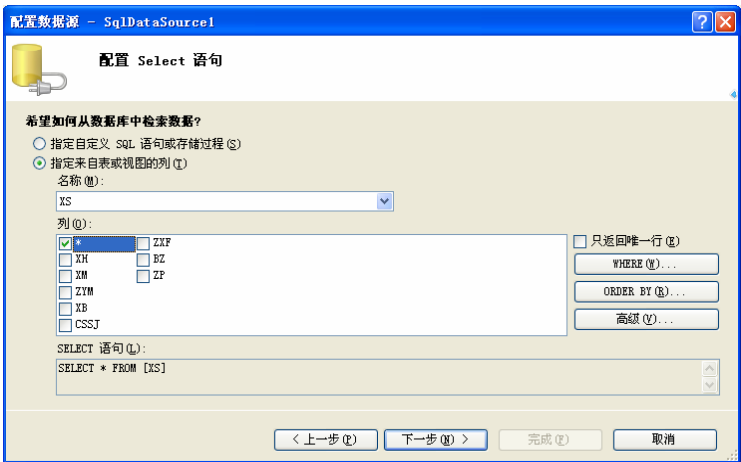 配置数据源 - SqlDataSource1
配置 Select 语句
希望如何从数据库中检索数据?
指定自定义 SQL 语句或存储过程(S)
指定来自表或视图的列(T)
名称(M):
XS
列(O):
* ZXF
XH BZ
XM ZP
ZYM
XB
CSSJ
只返回唯一行(E)
WHERE(W)...
ORDER BY(R)...
高级(V)...
SELECT 语句(L):
SELECT * FROM [XS]
< 上一步(P) 下一步(N) > 完成(F) 取消